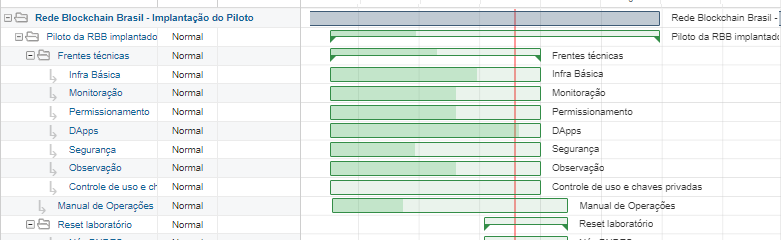 Rede Blockchain Brasil - Implantação do Piloto Rede Blockchain Brasil -
Piloto da RBB implantado Normal Piloto da RBB implantad
Frentes técnicas Normal Frentes técnicas
Infra Básica Normal Infra Básica
Monitoração Normal Monitoração
Permissionamento Normal Permissionamento
DApps Normal DApps
Segurança Normal Segurança
Observação Normal Observação
Controle de uso e ch Normal Controle de uso e chaves privadas
Manual de Operações Normal Manual de Operações
Reset laboratório Normal Reset laboratório